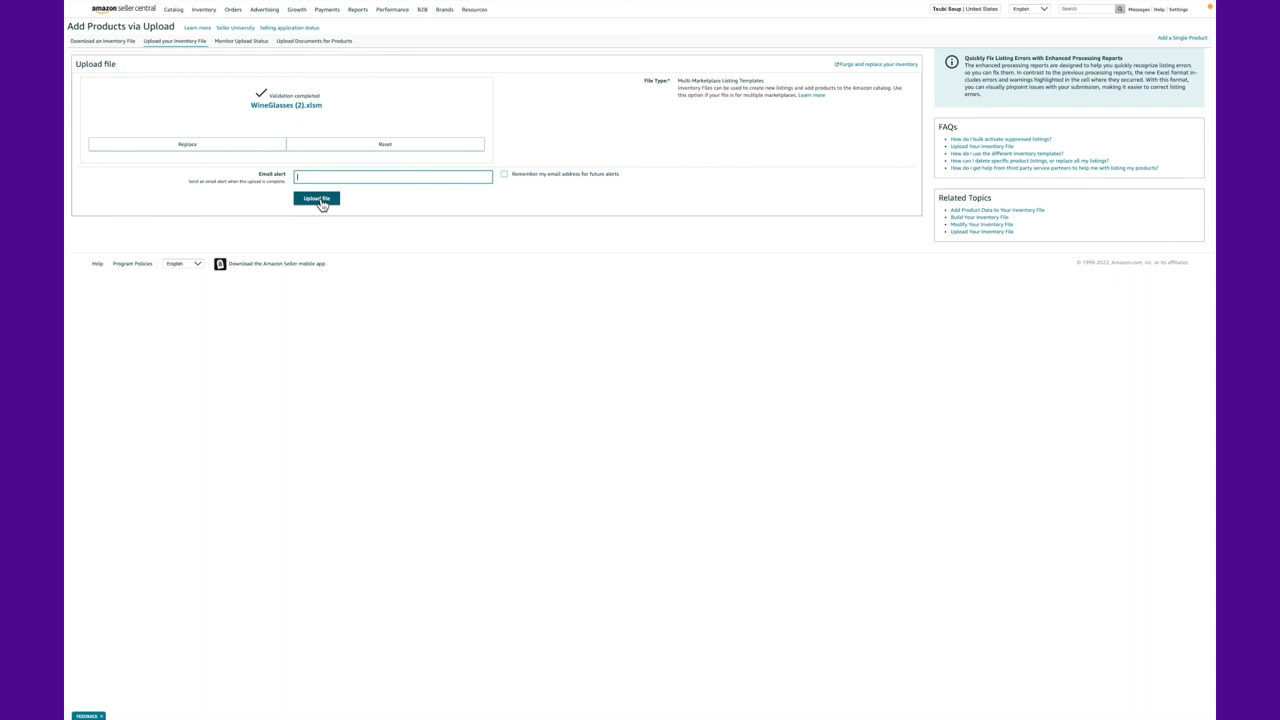 amazon seller central Catalog Inventory Orders Advertising Growth Payments Reports Performance B2B Brands Resources Tsubi Soup | United States English Search Messages Help Settings
Add Products via Upload Learn more Seller University Selling application status
Download an Inventory File Upload your Inventory File Monitor Upload Status Upload Documents for Products
Add a Single Product
Upload file
Purge and replace your inventory
Validation completed
WineGlasses (2).xlsm
Replace Reset
File Type:* Multi-Marketplace Listing Templates
Inventory Files can be used to create new listings and add products to the Amazon catalog. Use
this option if your file is for multiple marketplaces. Learn more
Email alert
Send an email alert when the upload is complete.
Remember my email address for future alerts
Upload file
Quickly Fix Listing Errors with Enhanced Processing Reports
The enhanced processing reports are designed to help you quickly recognize listing errors
so you can fix them. In contrast to the previous processing reports, the new Excel format in-
cludes errors and warnings highlighted in the cell where they occurred. With this format,
you can visually pinpoint issues with your submission, making it easier to correct listing
errors.
FAQs
How do I bulk activate suppressed listings?
Upload Your Inventory File
How do I use the different inventory templates?
How can I delete specific product listings, or replace all my listings?
How do I get help from third party service partners to help me with listing my products?
Related Topics
Add Product Data to Your Inventory File
Build Your Inventory File
Modify Your Inventory File
Upload Your Inventory File
Help Program Policies English Download the Amazon Seller mobile app
© 1999-2022, Amazon.com, Inc. or its affiliates
FEEDBACK ×